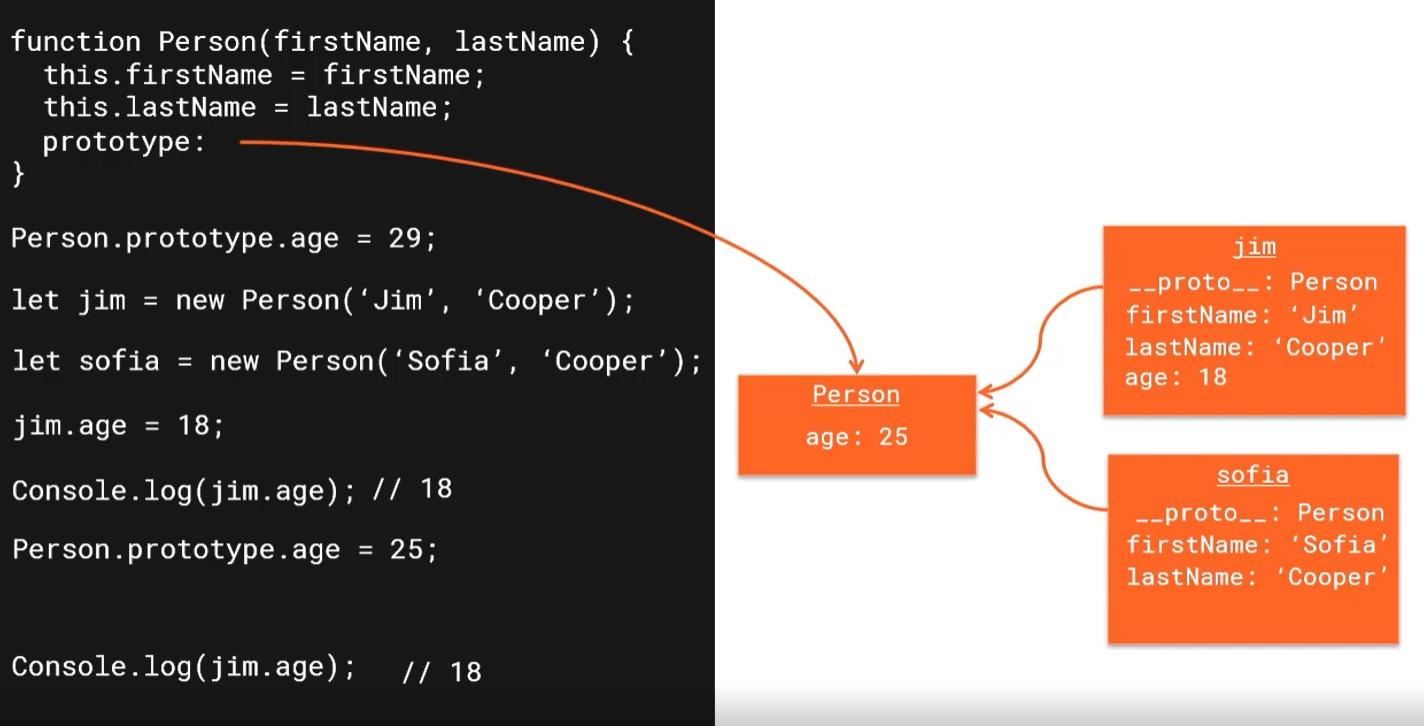 function Person(firstName, lastName) {
this.firstName = firstName;
this.lastName = lastName;
prototype:
}
Person.prototype.age = 29;
let jim = new Person(‘Jim’, ‘Cooper’);
let sofia = new Person(‘Sofia’, ‘Cooper’);
jim.age = 18;
Console.log(jim.age); // 18
Person.prototype.age = 25;
Console.log(jim.age); // 18
Person
age: 25
jim
__proto__: Person
firstName: ‘Jim’
lastName: ‘Cooper’
age: 18
sofia
__proto__: Person
firstName: ‘Sofia’
lastName: ‘Cooper’